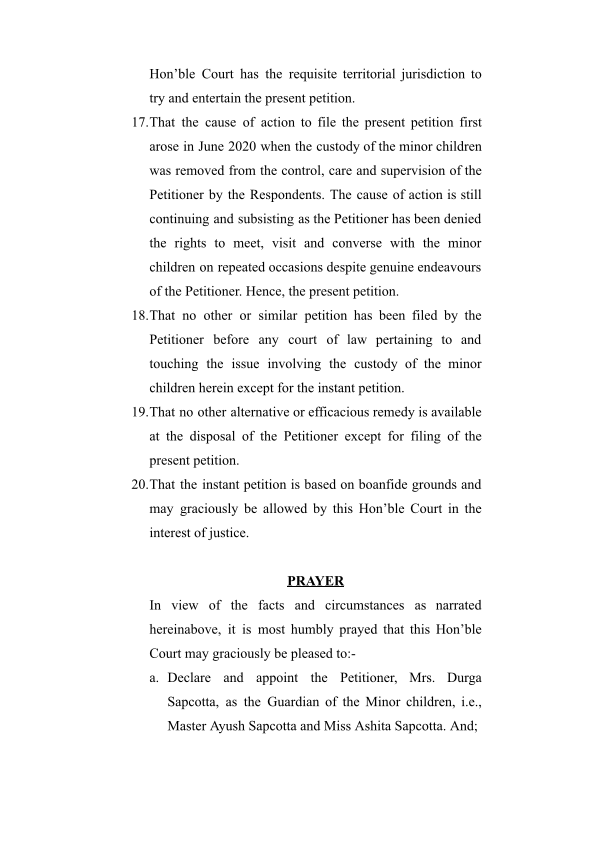 Hon’ble Court has the requisite territorial jurisdiction to
try and entertain the present petition.
17.That the cause of action to file the present petition first
arose in June 2020 when the custody of the minor children
was removed from the control, care and supervision of the
Petitioner by the Respondents. The cause of action is still
continuing and subsisting as the Petitioner has been denied
the rights to meet, visit and converse with the minor
children on repeated occasions despite genuine endeavours
of the Petitioner. Hence, the present petition.
18.That no other or similar petition has been filed by the
Petitioner before any court of law pertaining to and
touching the issue involving the custody of the minor
children herein except for the instant petition.
19.That no other alternative or efficacious remedy is available
at the disposal of the Petitioner except for filing of the
present petition.
20.That the instant petition is based on boanfide grounds and
may graciously be allowed by this Hon’ble Court in the
interest of justice.
PRAYER
In view of the facts and circumstances as narrated
hereinabove, it is most humbly prayed that this Hon’ble
Court may graciously be pleased to:-
a. Declare and appoint the Petitioner, Mrs. Durga
Sapcotta, as the Guardian of the Minor children, i.e.,
Master Ayush Sapcotta and Miss Ashita Sapcotta. And;